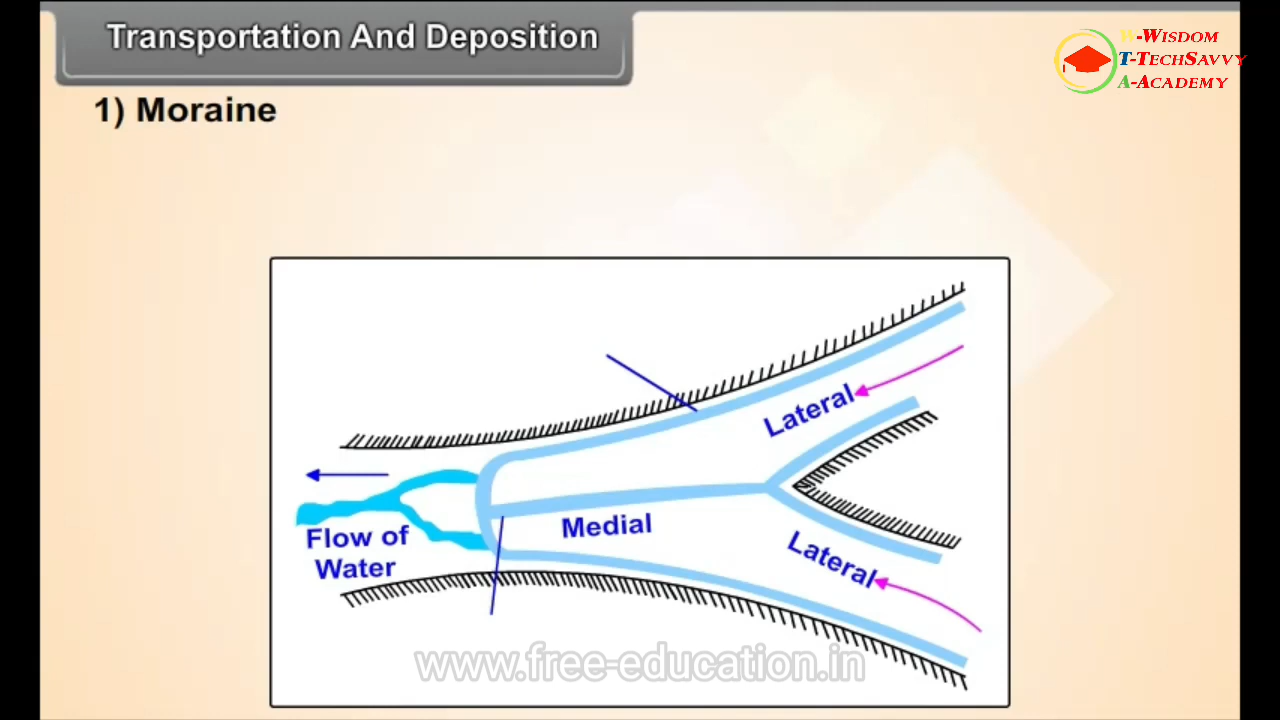 Transportation And Deposition
W-Wisdom
T-TechSavvy
A-Academy
1) Moraine
Lateral
Medial
Flow of
Water
Lateral
www.free-education.in